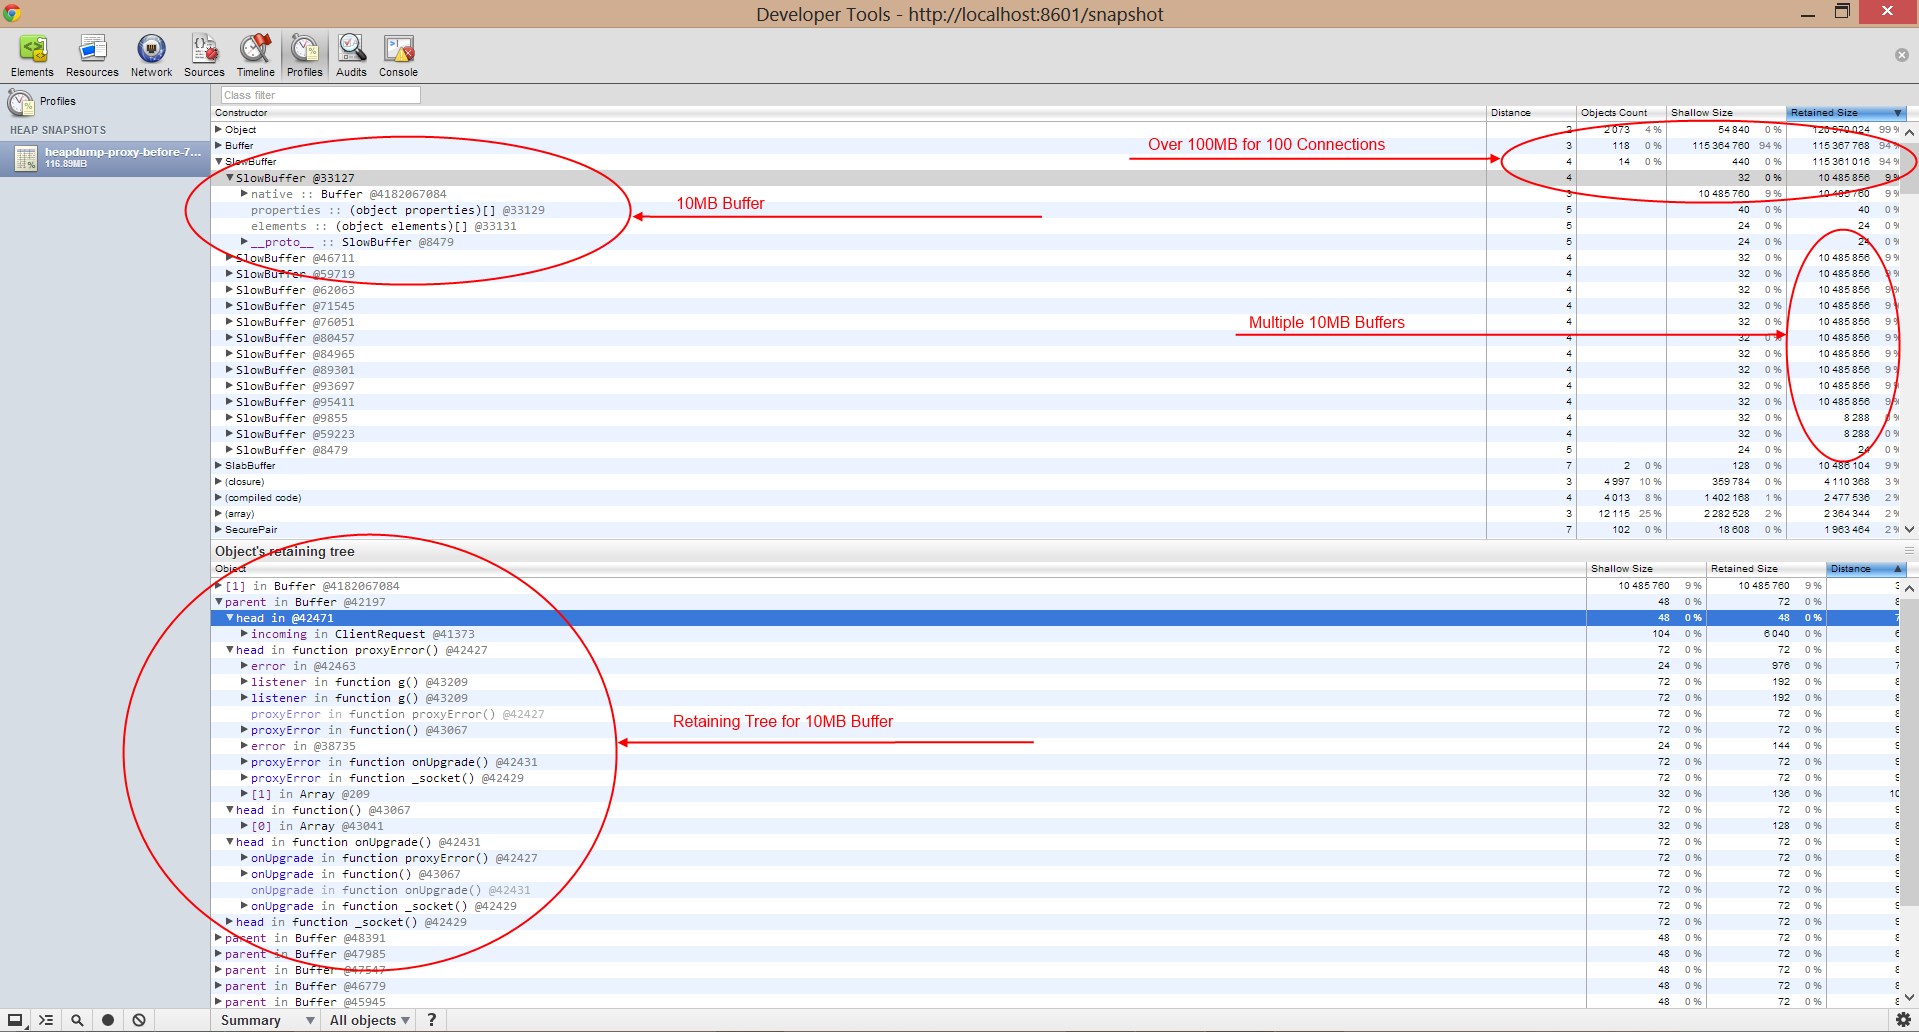 Developer Tools - http://localhost:8601/snapshot
Elements Resources Network Sources Timeline Profiles Audits Console
Profiles
HEAP SNAPSHOTS
heapdump-proxy-before-7...
116.89MB
Class filter
Constructor Distance Objects Count Shallow Size Retained Size
Object 2 2 073 4 % 54 840 0 % 120 970 024 99 %
Buffer 3 118 0 % 115 364 760 94 % 115 367 768 94 %
SlowBuffer 4 14 0 % 440 0 % 115 361 016 94 %
SlowBuffer @33127 4 32 0 % 10 485 856 9 %
native :: Buffer @4182067084 3 10 485 760 9 % 10 485 760 9 %
properties :: (object properties)[] @33129 5 40 0 % 40 0 %
elements :: (object elements)[] @33131 5 24 0 % 24 0 %
__proto__ :: SlowBuffer @8479 5 24 0 % 24 0 %
SlowBuffer @46711 4 32 0 % 10 485 856 9 %
SlowBuffer @59719 4 32 0 % 10 485 856 9 %
SlowBuffer @62063 4 32 0 % 10 485 856 9 %
SlowBuffer @71545 4 32 0 % 10 485 856 9 %
SlowBuffer @76051 4 32 0 % 10 485 856 9 %
SlowBuffer @80457 4 32 0 % 10 485 856 9 %
SlowBuffer @84965 4 32 0 % 10 485 856 9 %
SlowBuffer @89301 4 32 0 % 10 485 856 9 %
SlowBuffer @93697 4 32 0 % 10 485 856 9 %
SlowBuffer @95411 4 32 0 % 10 485 856 9 %
SlowBuffer @9855 4 32 0 % 8 288 0 %
SlowBuffer @59223 4 32 0 % 8 288 0 %
SlowBuffer @8479 5 24 0 % 24 0 %
SlabBuffer 7 2 0 % 128 0 % 10 486 104 9 %
(closure) 3 4 997 10 % 359 784 0 % 4 110 368 3 %
(compiled code) 4 4 013 8 % 1 402 168 1 % 2 477 536 2 %
(array) 3 12 115 25 % 2 282 528 2 % 2 364 344 2 %
SecurePair 7 102 0 % 18 608 0 % 1 963 464 2 %
Over 100MB for 100 Connections
10MB Buffer
Multiple 10MB Buffers
Object's retaining tree
Object Shallow Size Retained Size Distance
[1] in Buffer @4182067084 10 485 760 9 % 10 485 760 9 % 3
parent in Buffer @42197 48 0 % 72 0 % 8
head in @42471 48 0 % 48 0 % 7
incoming in ClientRequest @41373 104 0 % 6 040 0 % 6
head in function proxyError() @42427 72 0 % 72 0 % 8
error in @42463 24 0 % 976 0 % 7
listener in function g() @43209 72 0 % 192 0 % 8
listener in function g() @43209 72 0 % 192 0 % 8
proxyError in function proxyError() @42427 72 0 % 72 0 % 8
proxyError in function() @43067 72 0 % 72 0 % 9
error in @38735 24 0 % 144 0 % 9
proxyError in function onUpgrade() @42431 72 0 % 72 0 % 9
proxyError in function _socket() @42429 72 0 % 72 0 % 9
[1] in Array @209 32 0 % 136 0 % 10
head in function() @43067 72 0 % 72 0 % 9
[0] in Array @43041 32 0 % 128 0 % 8
head in function onUpgrade() @42431 72 0 % 72 0 % 9
onUpgrade in function proxyError() @42427 72 0 % 72 0 % 8
onUpgrade in function() @43067 72 0 % 72 0 % 9
onUpgrade in function onUpgrade() @42431 72 0 % 72 0 % 9
onUpgrade in function _socket() @42429 72 0 % 72 0 % 9
head in function _socket() @42429 72 0 % 72 0 % 9
parent in Buffer @48391 48 0 % 72 0 % 8
parent in Buffer @47985 48 0 % 72 0 % 8
parent in Buffer @47547 48 0 % 72 0 % 8
parent in Buffer @46779 48 0 % 72 0 % 8
parent in Buffer @45945 48 0 % 72 0 % 8
Retaining Tree for 10MB Buffer
Summary All objects ?